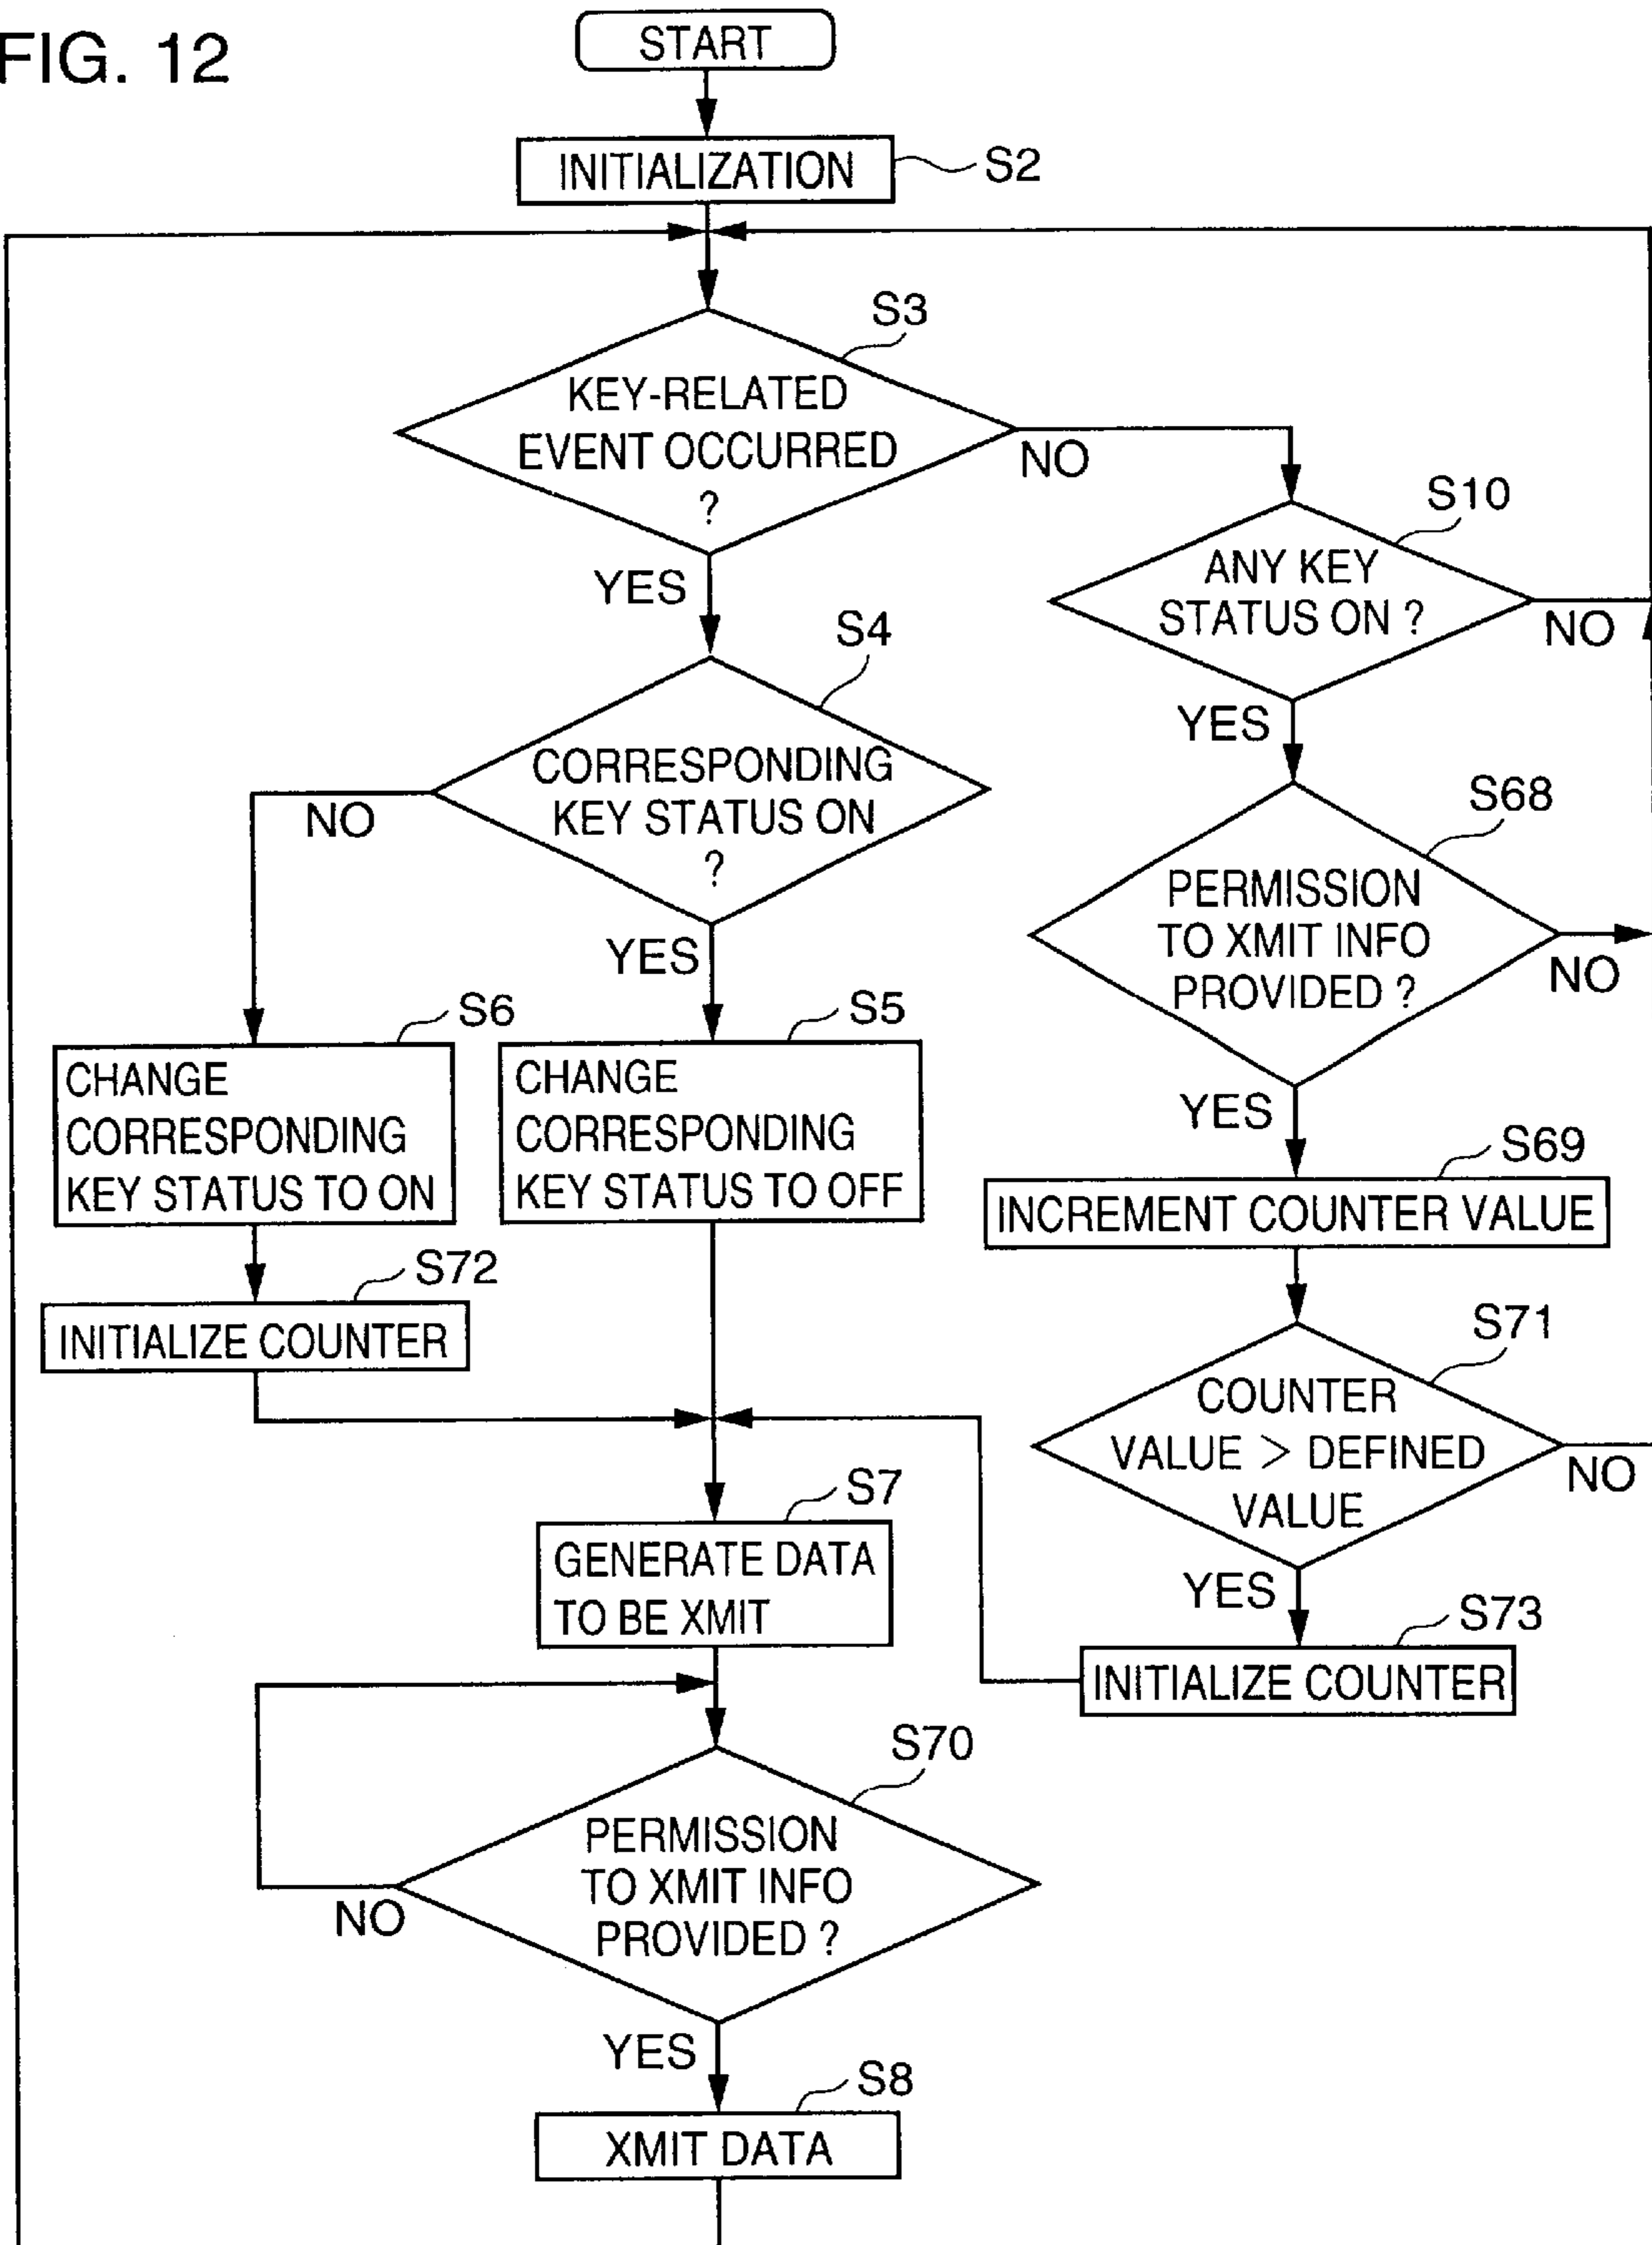 FIG. 12
START
INITIALIZATION
S2
S3
KEY-RELATED
EVENT OCCURRED
?
NO
YES
S10
ANY KEY
STATUS ON ?
NO
YES
S4
CORRESPONDING
KEY STATUS ON
?
NO
YES
S68
PERMISSION
TO XMIT INFO
PROVIDED ?
NO
YES
S6
CHANGE
CORRESPONDING
KEY STATUS TO ON
S5
CHANGE
CORRESPONDING
KEY STATUS TO OFF
S69
INCREMENT COUNTER VALUE
S72
INITIALIZE COUNTER
S71
COUNTER
VALUE > DEFINED
VALUE
NO
YES
S7
GENERATE DATA
TO BE XMIT
S73
INITIALIZE COUNTER
S70
PERMISSION
TO XMIT INFO
PROVIDED ?
NO
YES
S8
XMIT DATA